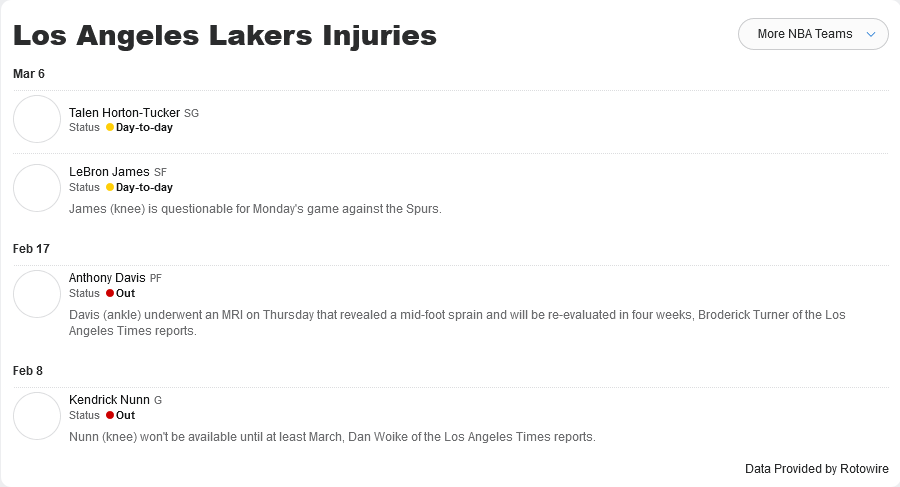 Los Angeles Lakers Injuries
More NBA Teams
Mar 6
Talen Horton-Tucker SG
Status Day-to-day
LeBron James SF
Status Day-to-day
James (knee) is questionable for Monday's game against the Spurs.
Feb 17
Anthony Davis PF
Status Out
Davis (ankle) underwent an MRI on Thursday that revealed a mid-foot sprain and will be re-evaluated in four weeks, Broderick Turner of the Los
Angeles Times reports.
Feb 8
Kendrick Nunn G
Status Out
Nunn (knee) won't be available until at least March, Dan Woike of the Los Angeles Times reports.
Data Provided by Rotowire